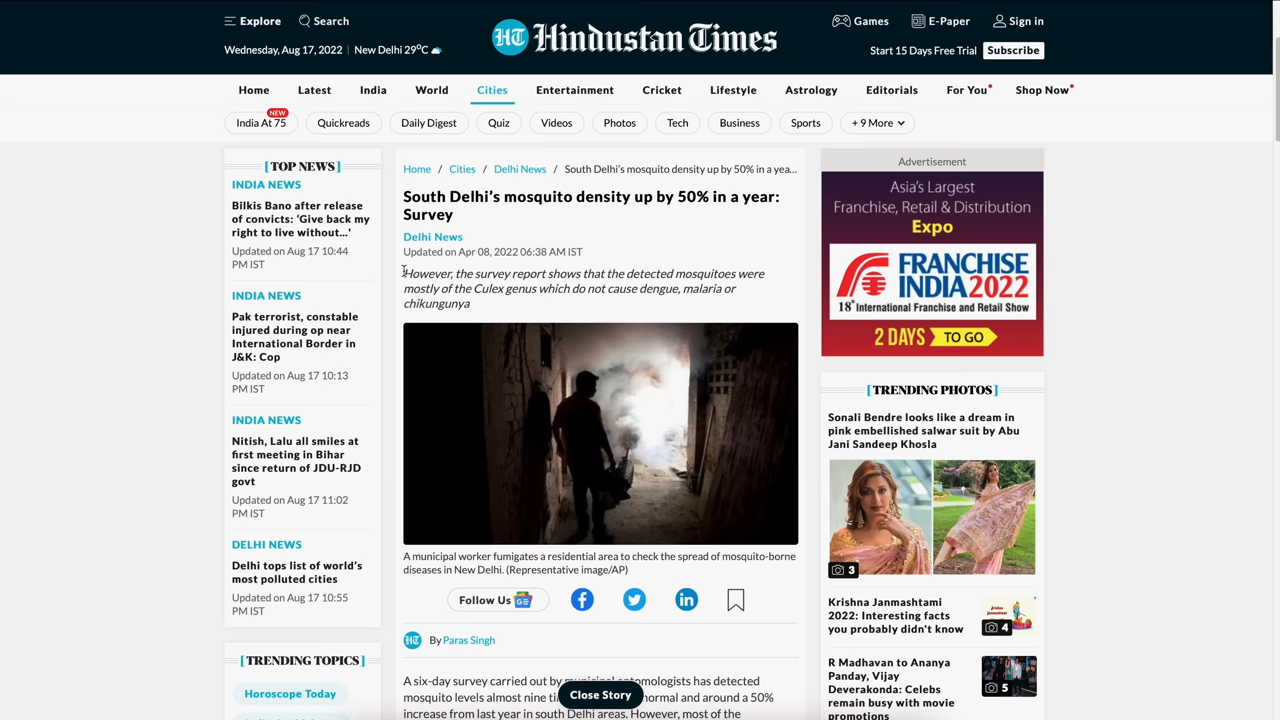 Explore
Search
HT Hindustan Times
Games
E-Paper
Sign in
Wednesday, Aug 17, 2022 | New Delhi 29°C
Start 15 Days Free Trial
Subscribe
Home
Latest
India
World
Cities
Entertainment
Cricket
Lifestyle
Astrology
Editorials
For You
Shop Now
NEW
India At 75
Quickreads
Daily Digest
Quiz
Videos
Photos
Tech
Business
Sports
+ 9 More
[TOP NEWS]
INDIA NEWS
Bilkis Bano after release
of convicts: ‘Give back my
right to live without...’
Updated on Aug 17 10:44
PM IST
INDIA NEWS
Pak terrorist, constable
injured during op near
International Border in
J&K: Cop
Updated on Aug 17 10:13
PM IST
INDIA NEWS
Nitish, Lalu all smiles at
first meeting in Bihar
since return of JDU-RJD
govt
Updated on Aug 17 11:02
PM IST
DELHI NEWS
Delhi tops list of world’s
most polluted cities
Updated on Aug 17 10:55
PM IST
[TRENDING TOPICS]
Horoscope Today
Home / Cities / Delhi News / South Delhi’s mosquito density up by 50% in a yea...
South Delhi’s mosquito density up by 50% in a year:
Survey
Delhi News
Updated on Apr 08, 2022 06:38 AM IST
However, the survey report shows that the detected mosquitoes were
mostly of the Culex genus which do not cause dengue, malaria or
chikungunya
A municipal worker fumigates a residential area to check the spread of mosquito-borne
diseases in New Delhi. (Representative image/AP)
Follow Us
HT By Paras Singh
A six-day survey carried out by municipal entomologists has detected
mosquito levels almost nine normal and around a 50%
increase from last year in south Delhi areas. However, most of the
Close Story
Advertisement
Asia’s Largest
Franchise, Retail & Distribution
Expo
FRANCHISE
INDIA 2022
18th International Franchise and Retail Show
2 DAYS TO GO
[TRENDING PHOTOS]
Sonali Bendre looks like a dream in
pink embellished salwar suit by Abu
Jani Sandeep Khosla
3
Krishna Janmashtami
2022: Interesting facts
you probably didn't know
4
R Madhavan to Ananya
Panday, Vijay
Deverakonda: Celebs
remain busy with movie
promotions
5